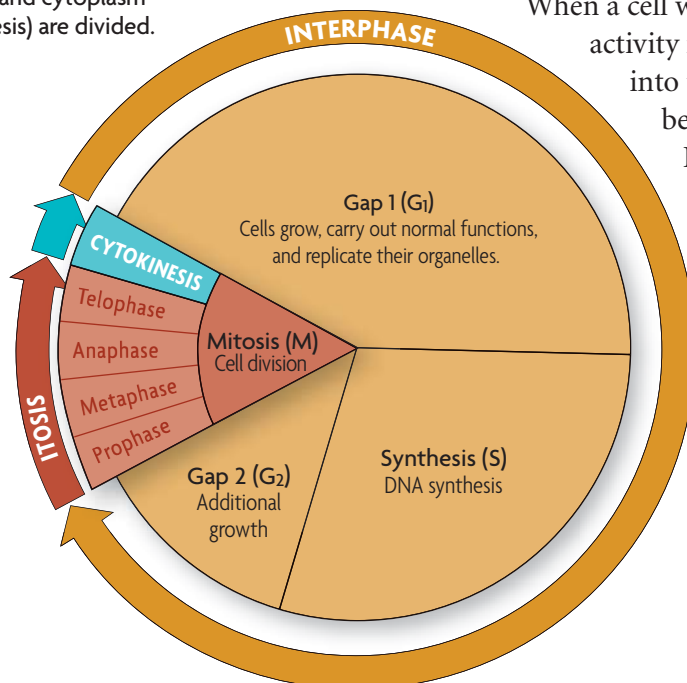 and cytoplasm
esis) are divided.
When a cell w
activity
into
be
INTERPHASE
Gap 1 (G₁)
Cells grow, carry out normal functions,
and replicate their organelles.
CYTOKINESIS
Telophase
Anaphase
Metaphase
Prophase
Mitosis (M)
Cell division
ITOSIS
Gap 2 (G₂)
Additional
growth
Synthesis (S)
DNA synthesis